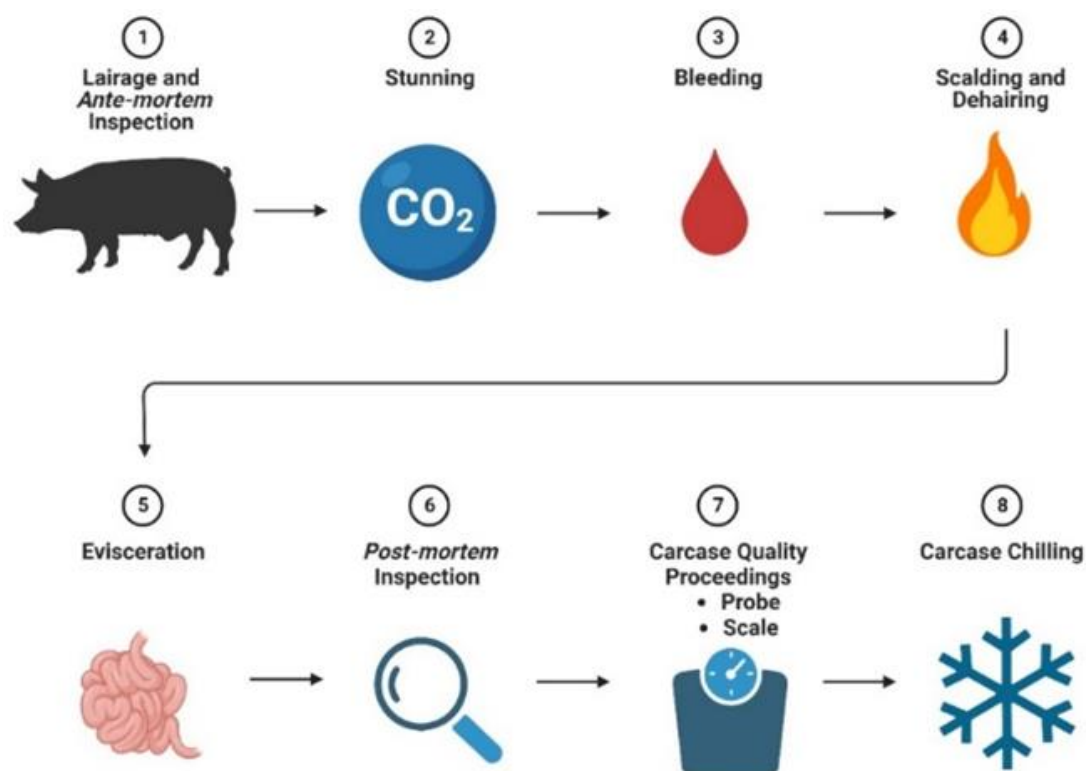 1
Lairage and
Ante-mortem
Inspection
2
Stunning
3
Bleeding
4
Scalding and
Dehairing
CO₂
5
Evisceration
6
Post-mortem
Inspection
7
Carcase Quality
Proceedings
• Probe
• Scale
8
Carcase Chilling